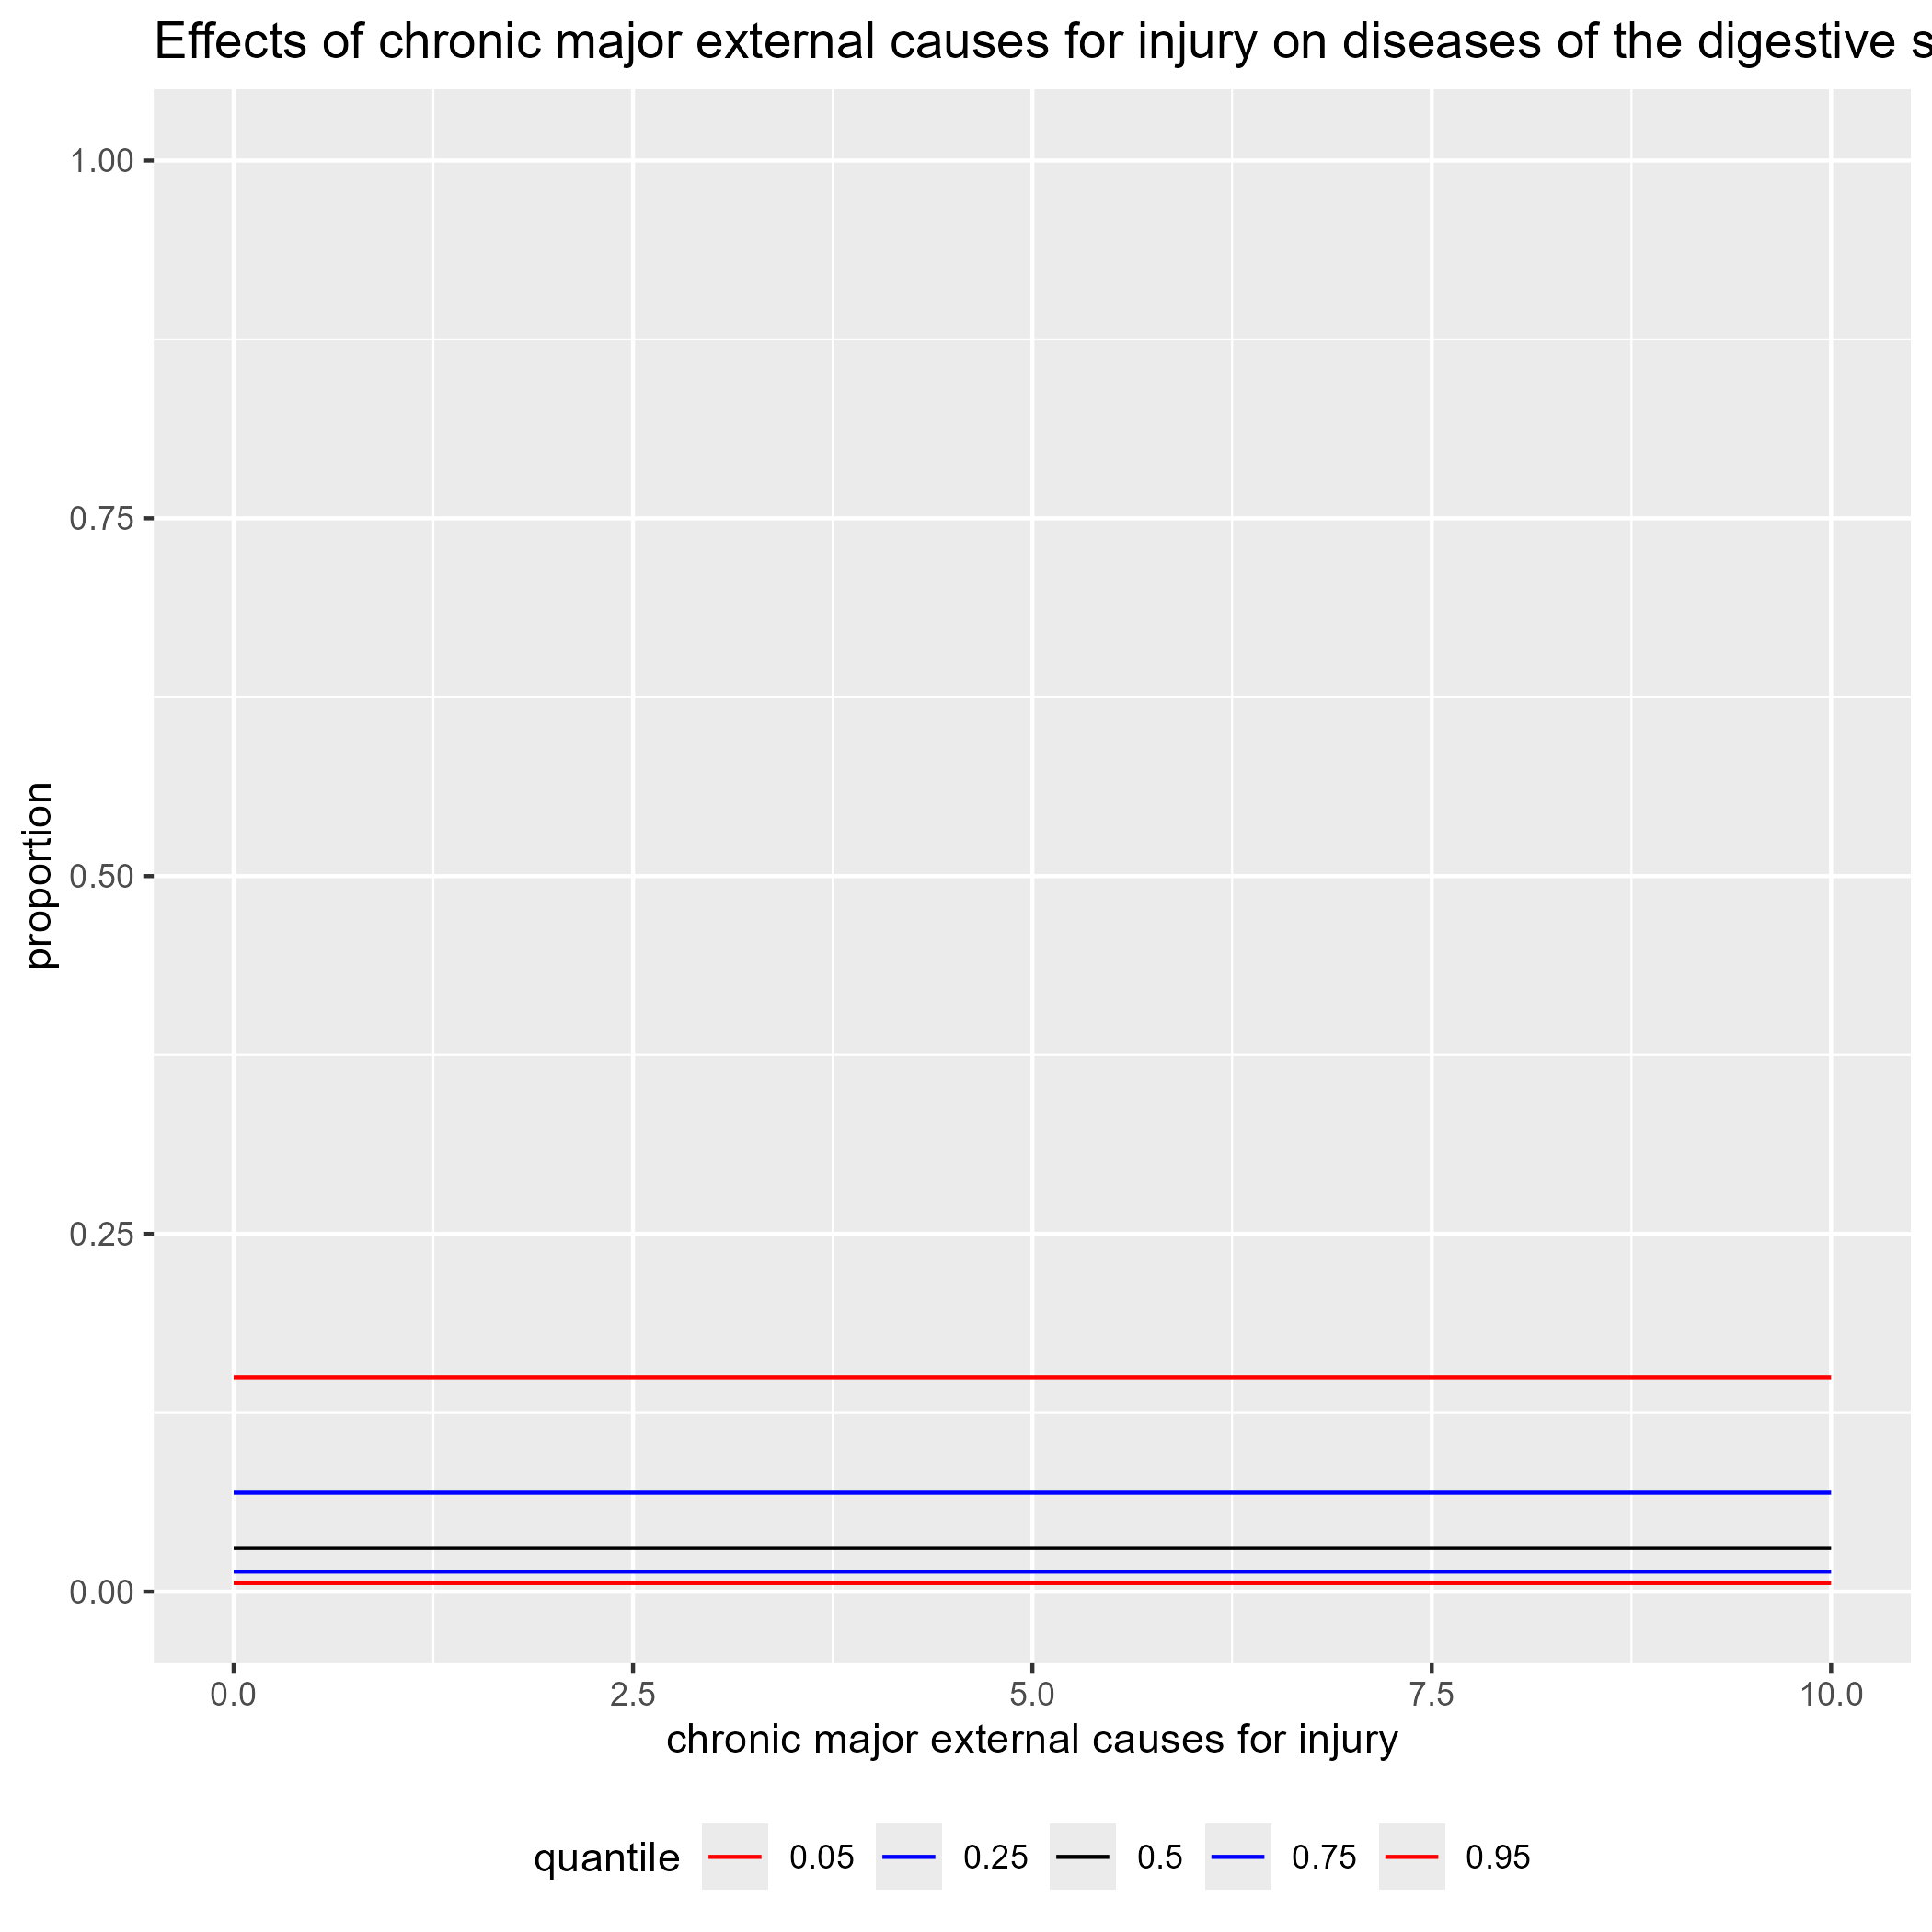 Effects of chronic major external causes for injury on diseases of the digestive s
1.00
0.75
0.50
0.25
0.00
proportion
0.0 2.5 5.0 7.5 10.0
chronic major external causes for injury
quantile 0.05 0.25 0.5 0.75 0.95